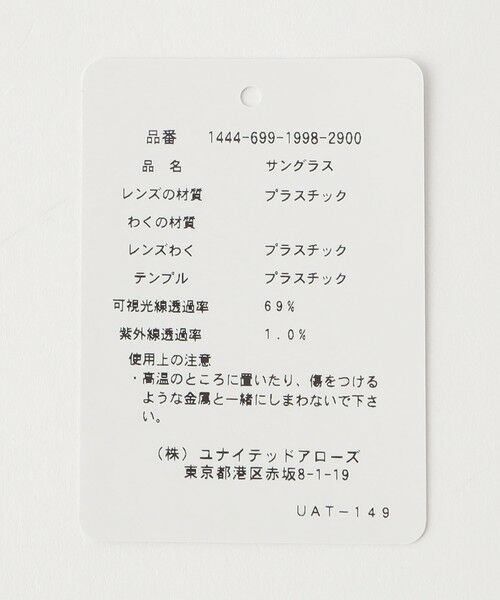 品番 1444-699-1998-2900
品 名 サングラス
レンズの材質 プラスチック
わくの材質
レンズわく プラスチック
テンプル プラスチック
可視光線透過率 69%
紫外線透過率 1.0%
使用上の注意
・高温のところに置いたり、傷をつける
ような金属と一緒にしまわないで下さ
い。
(株) ユナイテッドアローズ
東京都港区赤坂8-1-19
UAT-149